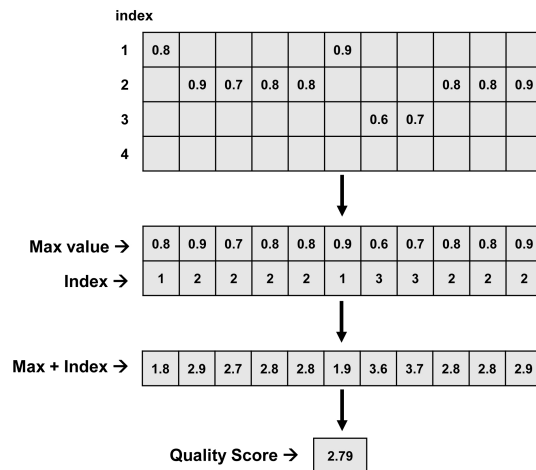 index
1 0.8 0.9
2 0.9 0.7 0.8 0.8 0.8 0.8 0.9
3 0.6 0.7
4
Max value → 0.8 0.9 0.7 0.8 0.8 0.9 0.6 0.7 0.8 0.8 0.9
Index → 1 2 2 2 2 1 3 3 2 2 2
Max + Index → 1.8 2.9 2.7 2.8 2.8 1.9 3.6 3.7 2.8 2.8 2.9
Quality Score → 2.79